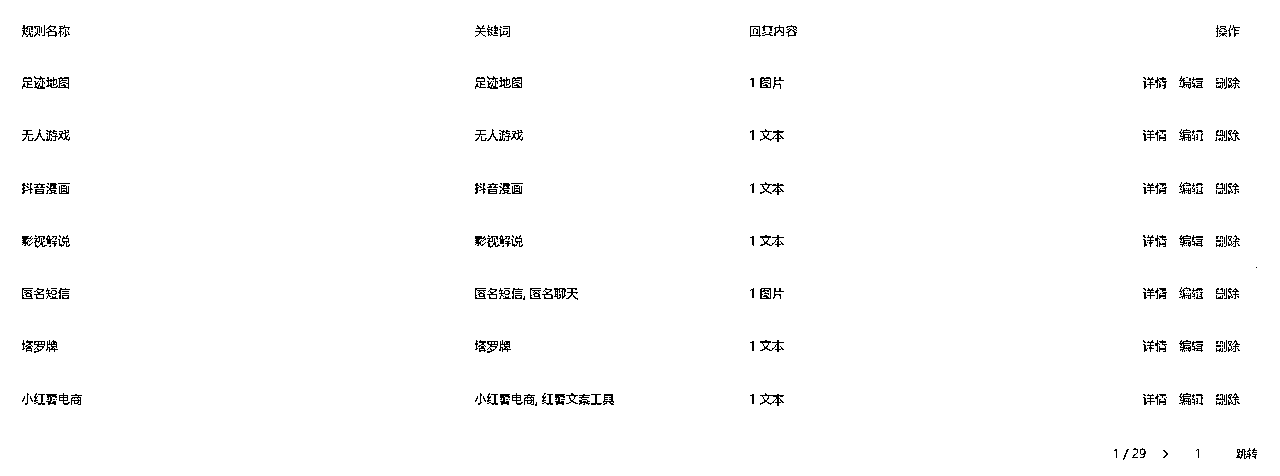 规则名称 关键词 回复内容 操作
足迹地图 足迹地图 1 图片 详情 编辑 删除
无人游戏 无人游戏 1 文本 详情 编辑 删除
抖音漫画 抖音漫画 1 文本 详情 编辑 删除
影视解说 影视解说 1 文本 详情 编辑 删除
匿名短信 匿名短信, 匿名聊天 1 图片 详情 编辑 删除
塔罗牌 塔罗牌 1 文本 详情 编辑 删除
小红薯电商 小红薯电商, 红薯文案工具 1 文本 详情 编辑 删除
1 / 29 > 1 跳转